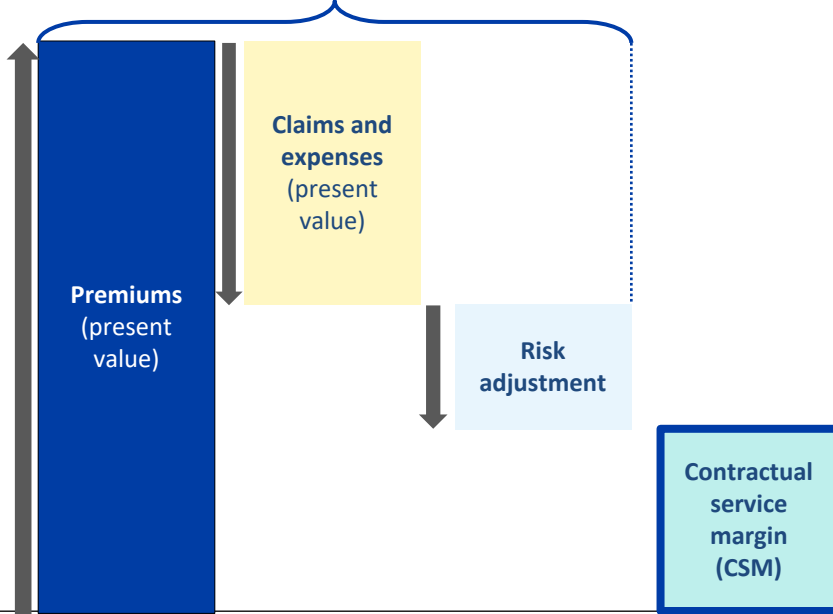 Claims and
expenses
(present
value)
Premiums
(present
value)
Risk
adjustment
Contractual
service
margin
(CSM)